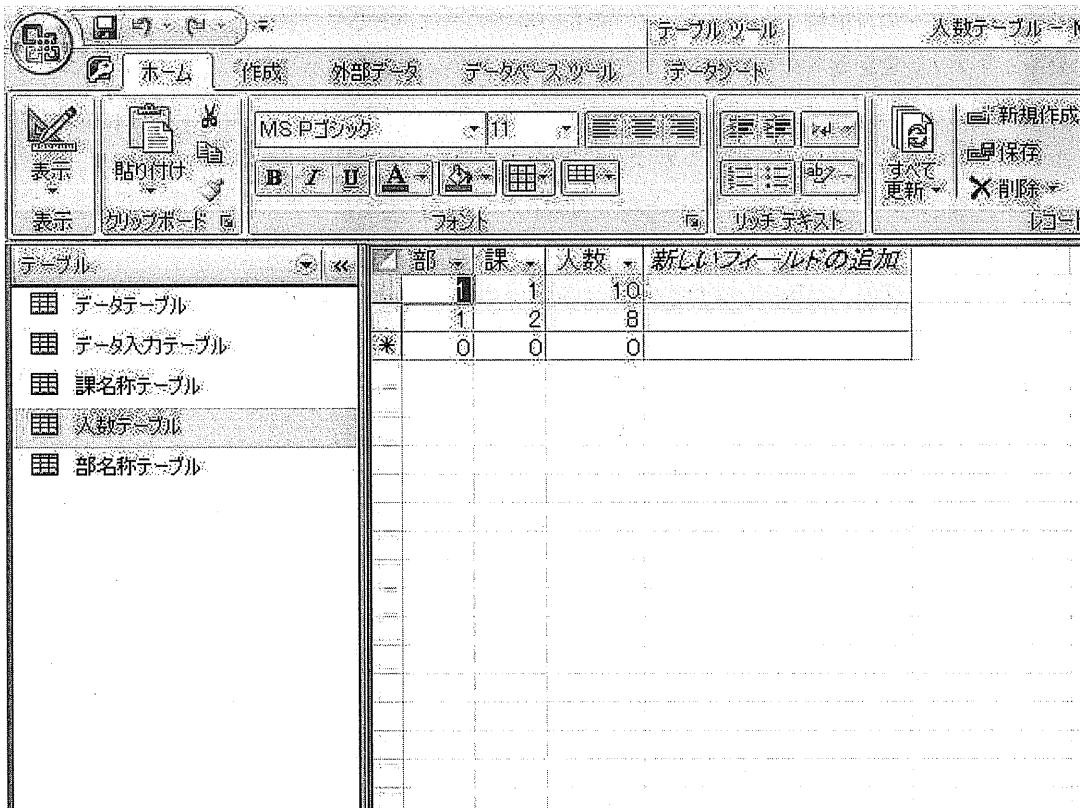 テーブル ツール 人数テーブル -
ホーム 作成 外部データ データベース ツール データシート
MS Pゴシック 11
新規作成
保存
表示 貼り付け B I U A ab すべて更新 削除
表示 クリップボード フォント リッチ テキスト レコード
テーブル 部 課 人数 新しいフィールドの追加
データテーブル 1 1 10
データ入力テーブル 1 2 8
課名称テーブル * 0 0 0
人数テーブル
部名称テーブル